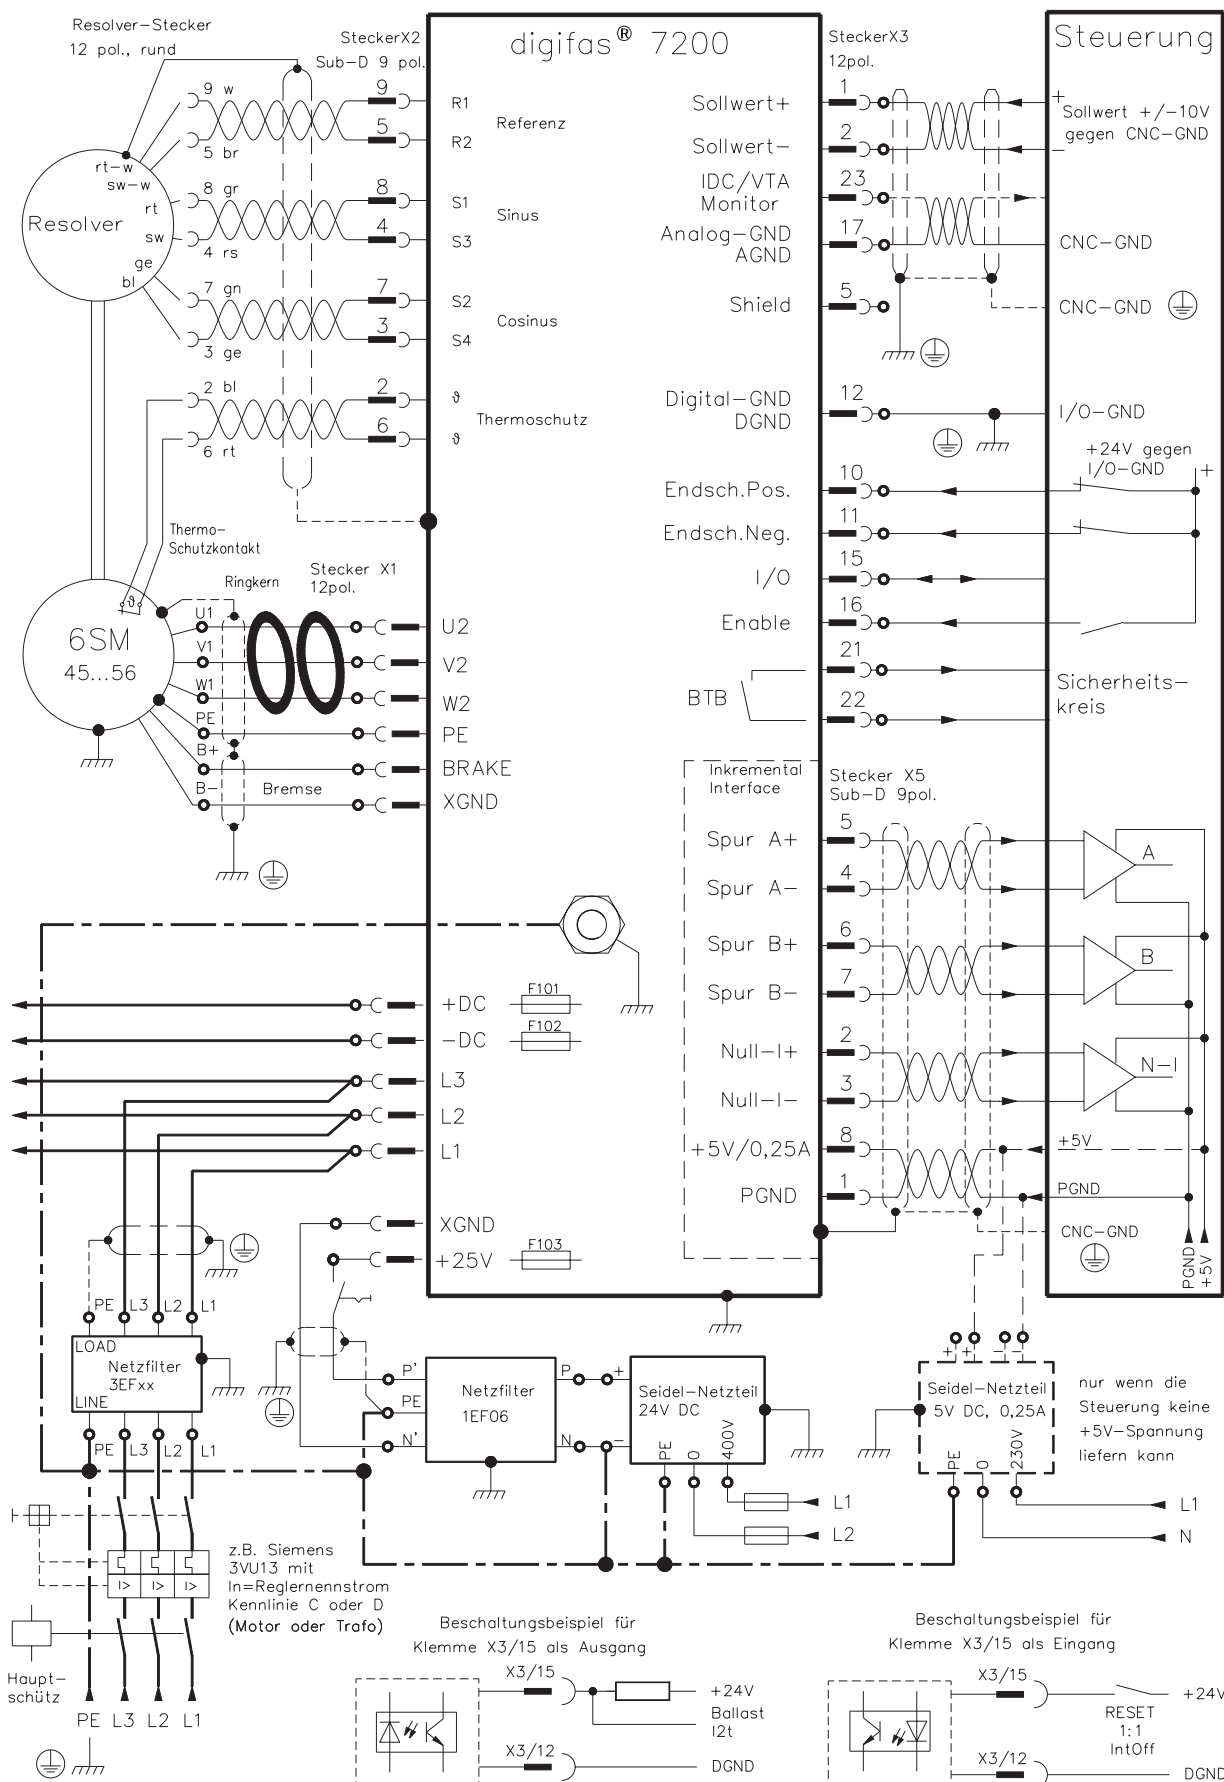 Resolver-Stecker
12 pol., rund
SteckerX2
Sub-D 9 pol.
digifas® 7200
SteckerX3
12pol.
Steuerung
9 w
9
R1
Referenz
5 br
5
R2
rt-w
sw-w
rt
sw
ge
bl
Resolver
8 gr
8
S1
Sinus
4 rs
4
S3
7 gn
7
S2
Cosinus
3 ge
3
S4
2 bl
2
ϑ
Thermoschutz
6 rt
6
ϑ
Sollwert+
1
+
Sollwert +/-10V
gegen CNC-GND
Sollwert-
2
-
IDC/VTA
Monitor
23
Analog-GND
AGND
17
CNC-GND
Shield
5
CNC-GND
Digital-GND
DGND
12
I/O-GND
+24V gegen
I/O-GND
+
Endsch.Pos.
10
Endsch.Neg.
11
I/O
15
Enable
16
BTB
21
22
Sicherheits-
kreis
Thermo-
Schutzkontakt
Ringkern
Stecker X1
12pol.
ϑ
6SM
45...56
U1
U2
V1
V2
W1
W2
PE
PE
B+
BRAKE
B-
Bremse
XGND
Inkremental
Interface
Stecker X5
Sub-D 9pol.
Spur A+
5
A
Spur A-
4
Spur B+
6
B
Spur B-
7
Null-I+
2
N-I
Null-I-
3
+5V/0,25A
8
+5V
PGND
1
PGND
CNC-GND
PGND
+5V
+DC
F101
-DC
F102
L3
L2
L1
XGND
+25V
F103
PE L3 L2 L1
LOAD
Netzfilter
3EFxx
LINE
PE L3 L2 L1
P'
PE
N'
Netzfilter
1EF06
P
N
+
-
Seidel-Netzteil
24V DC
PE
0
400V
L1
L2
+ + - -
Seidel-Netzteil
5V DC, 0,25A
PE
0
230V
L1
N
nur wenn die
Steuerung keine
+5V-Spannung
liefern kann
I> I> I>
z.B. Siemens
3VU13 mit
In=Reglernennstrom
Kennlinie C oder D
(Motor oder Trafo)
Haupt-
schütz
PE L3 L2 L1
Beschaltungsbeispiel für
Klemme X3/15 als Ausgang
X3/15
+24V
Ballast
I2t
X3/12
DGND
Beschaltungsbeispiel für
Klemme X3/15 als Eingang
X3/15
+24V
RESET
1:1
IntOff
X3/12
DGND